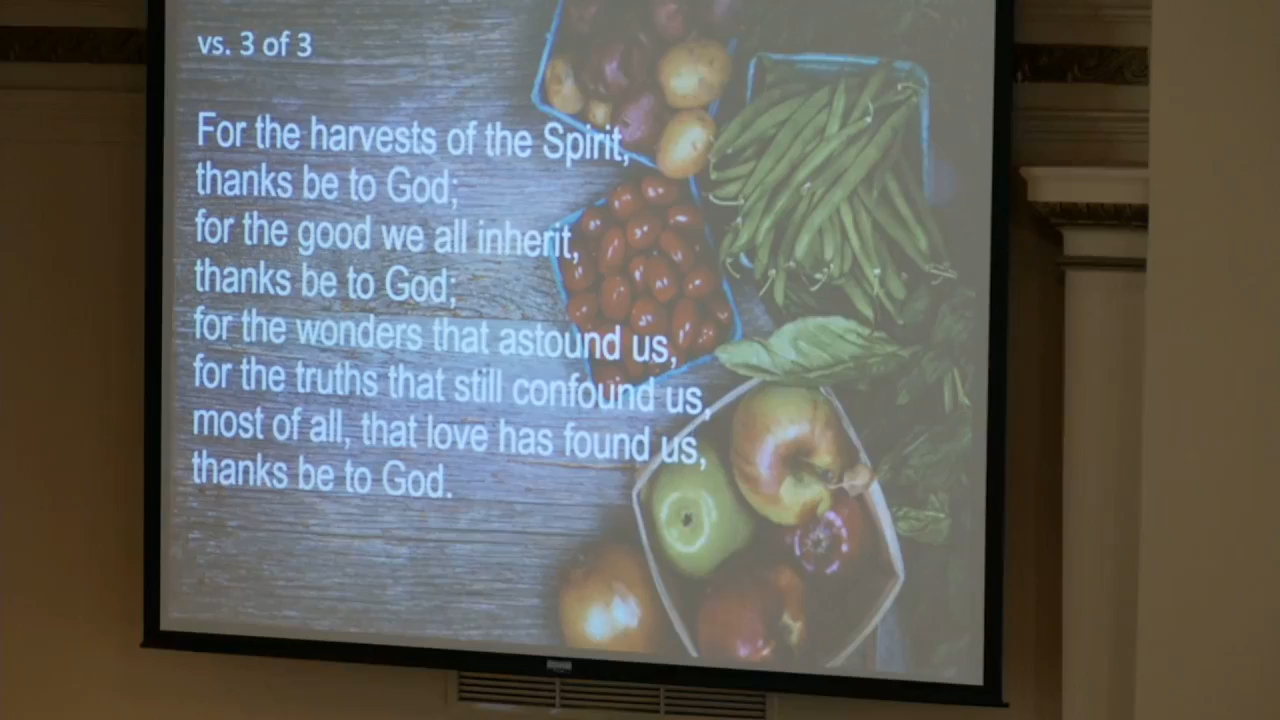 vs. 3 of 3
For the harvests of the Spirit,
thanks be to God;
for the good we all inherit,
thanks be to God;
for the wonders that astound us,
for the truths that still confound us,
most of all, that love has found us,
thanks be to God.